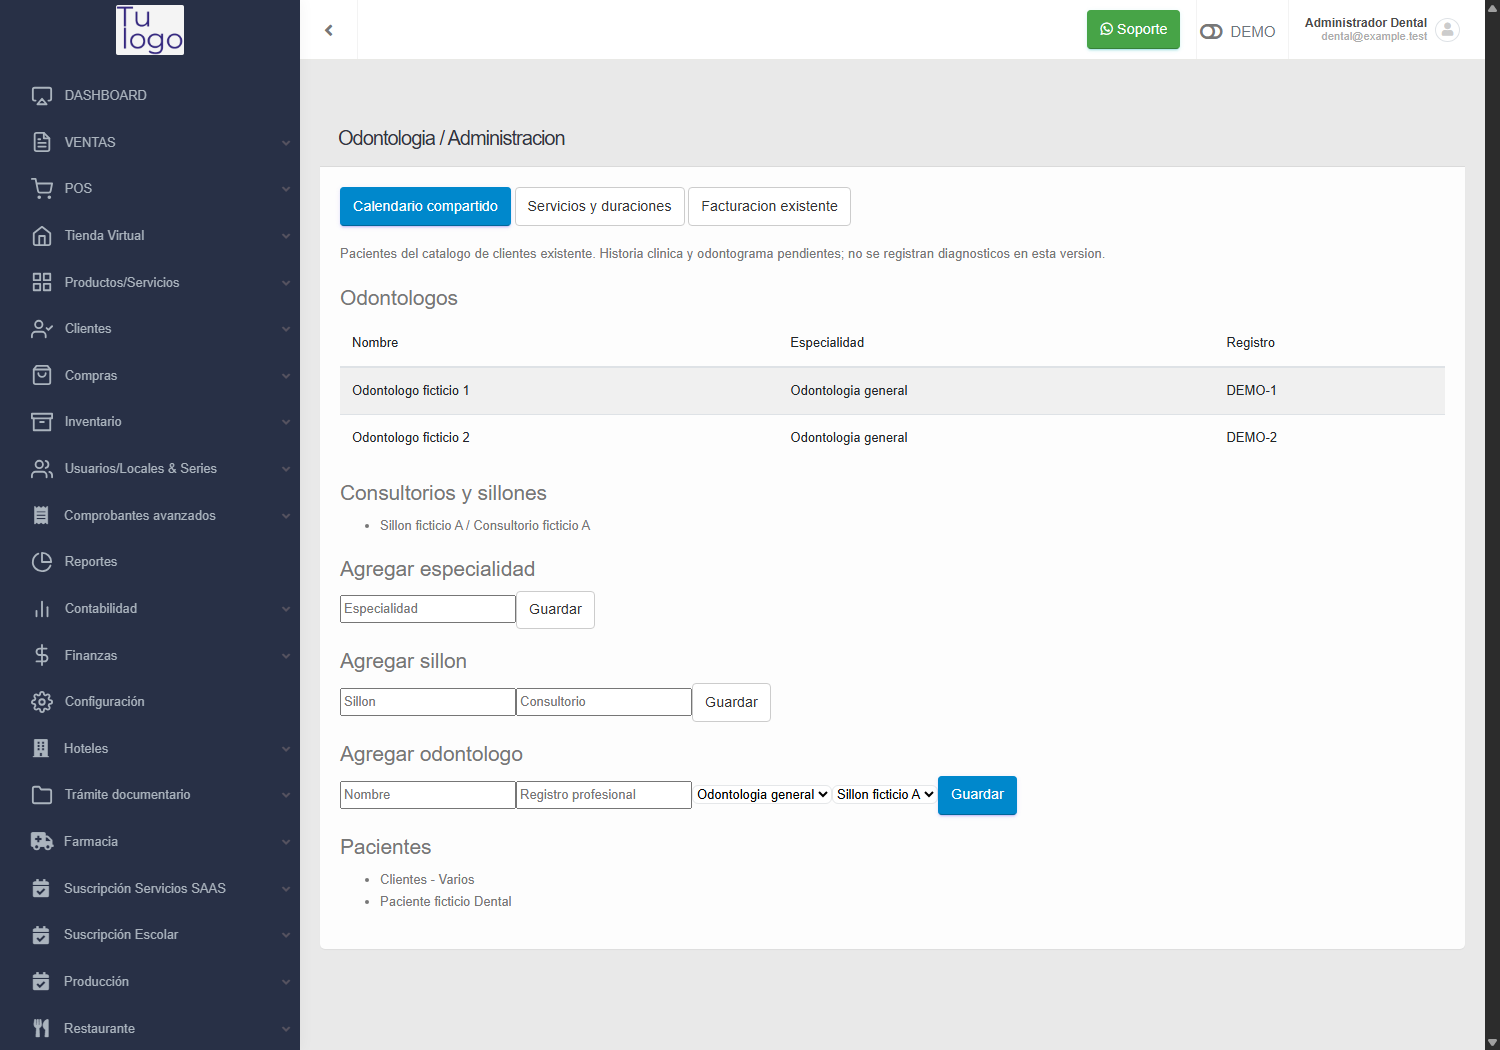 Tu
logo
DASHBOARD
VENTAS
POS
Tienda Virtual
Productos/Servicios
Clientes
Compras
Inventario
Usuarios/Locales & Series
Comprobantes avanzados
Reportes
Contabilidad
Finanzas
Configuración
Hoteles
Trámite documentario
Farmacia
Suscripción Servicios SAAS
Suscripción Escolar
Producción
Restaurante
Soporte
DEMO
Administrador Dental
dental@example.test
Odontologia / Administracion
Calendario compartido Servicios y duraciones Facturacion existente
Pacientes del catalogo de clientes existente. Historia clinica y odontograma pendientes; no se registran diagnosticos en esta version.
Odontologos
Nombre Especialidad Registro
Odontologo ficticio 1 Odontologia general DEMO-1
Odontologo ficticio 2 Odontologia general DEMO-2
Consultorios y sillones
Sillon ficticio A / Consultorio ficticio A
Agregar especialidad
Especialidad Guardar
Agregar sillon
Sillon Consultorio Guardar
Agregar odontologo
Nombre Registro profesional Odontologia general Sillon ficticio A Guardar
Pacientes
Clientes - Varios
Paciente ficticio Dental